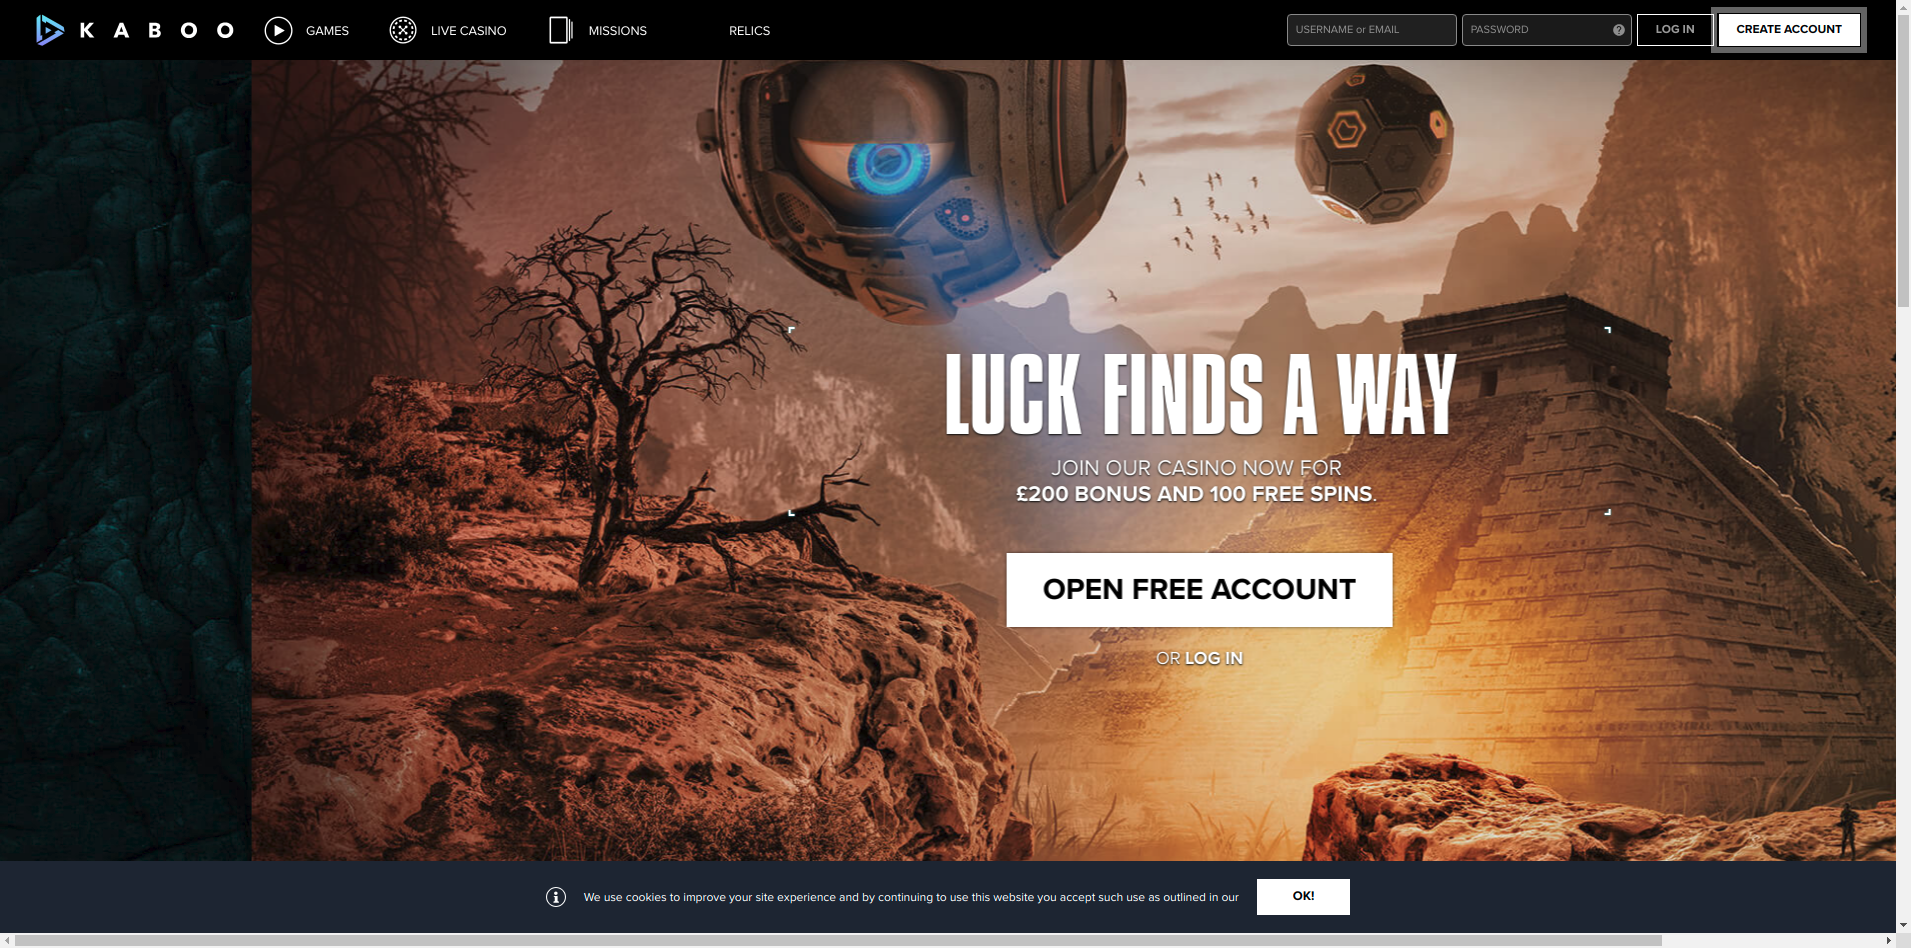 KABOO
GAMES
LIVE CASINO
MISSIONS
RELICS
USERNAME or EMAIL
PASSWORD
?
LOG IN
CREATE ACCOUNT
LUCK FINDS A WAY
JOIN OUR CASINO NOW FOR
£200 BONUS AND 100 FREE SPINS.
OPEN FREE ACCOUNT
OR LOG IN
We use cookies to improve your site experience and by continuing to use this website you accept such use as outlined in our
OK!